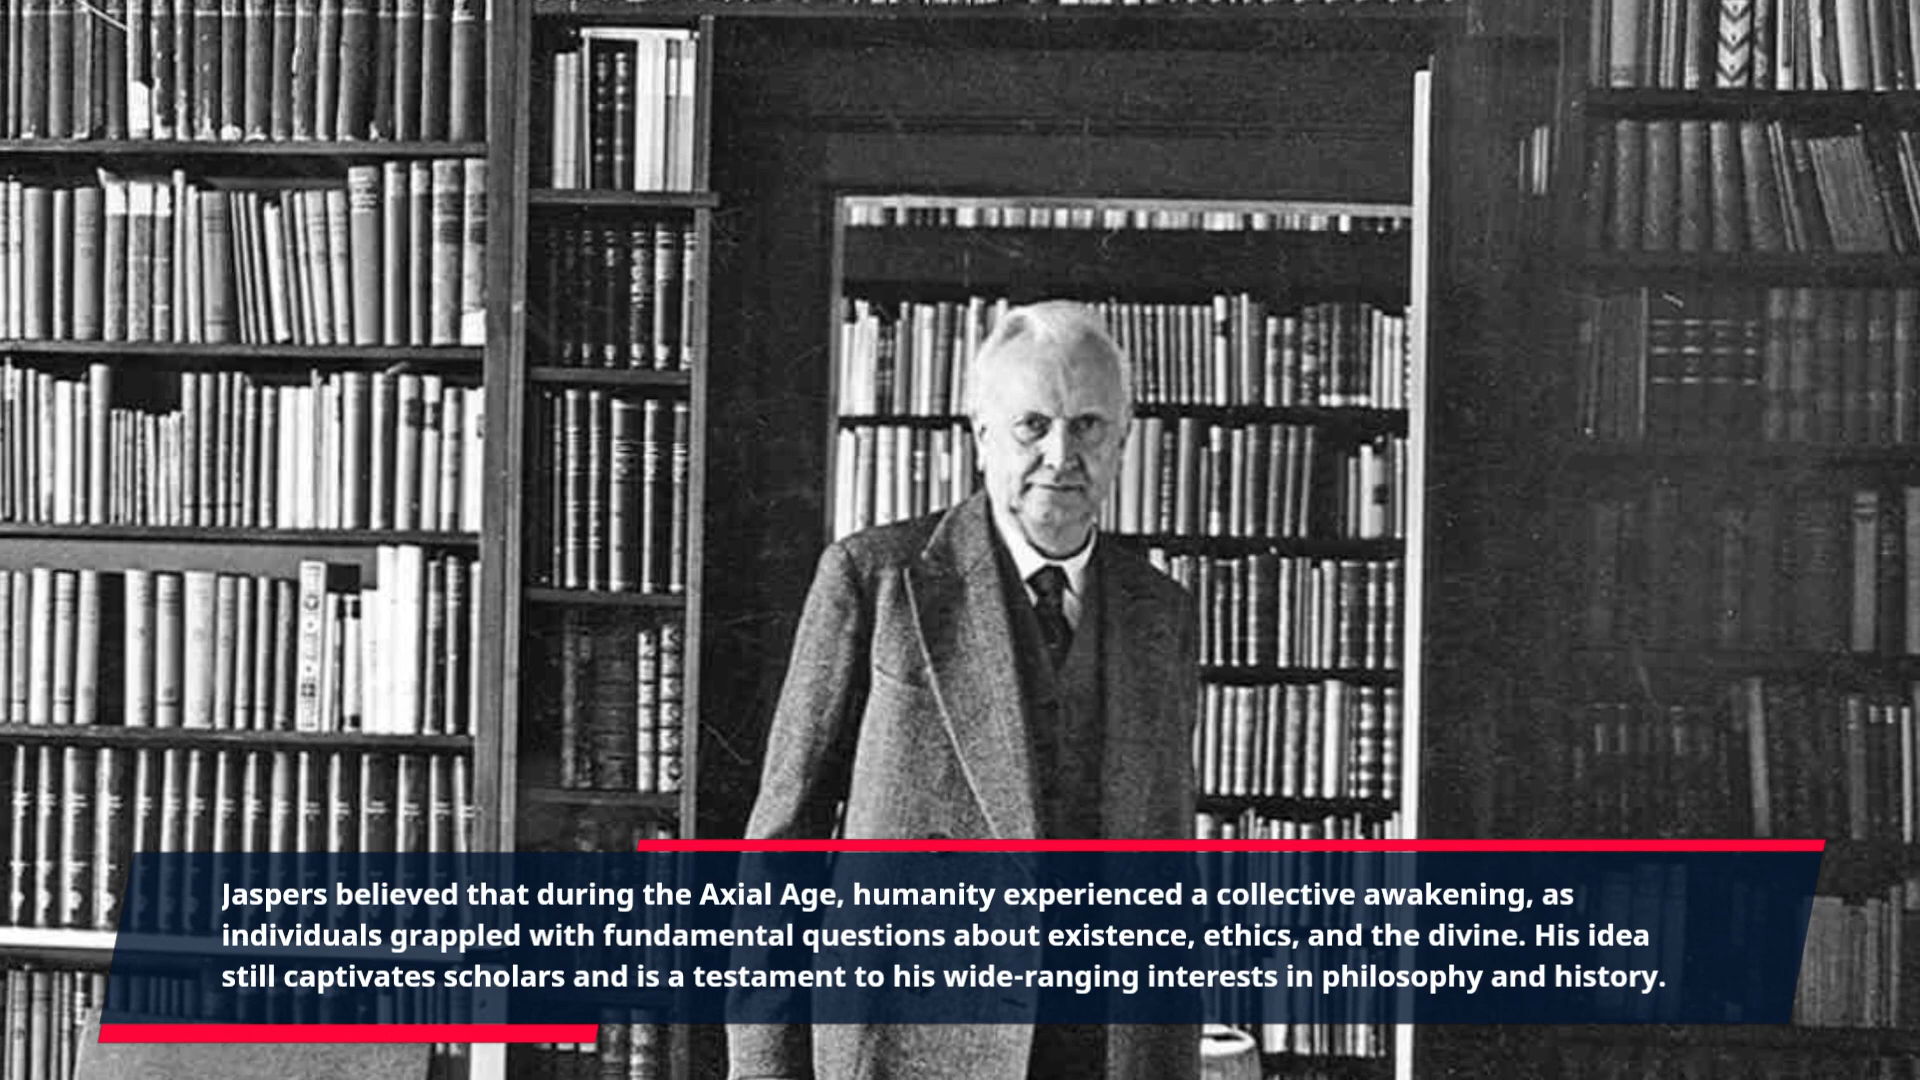 Jaspers believed that during the Axial Age, humanity experienced a collective awakening, as
individuals grappled with fundamental questions about existence, ethics, and the divine. His idea
still captivates scholars and is a testament to his wide-ranging interests in philosophy and history.